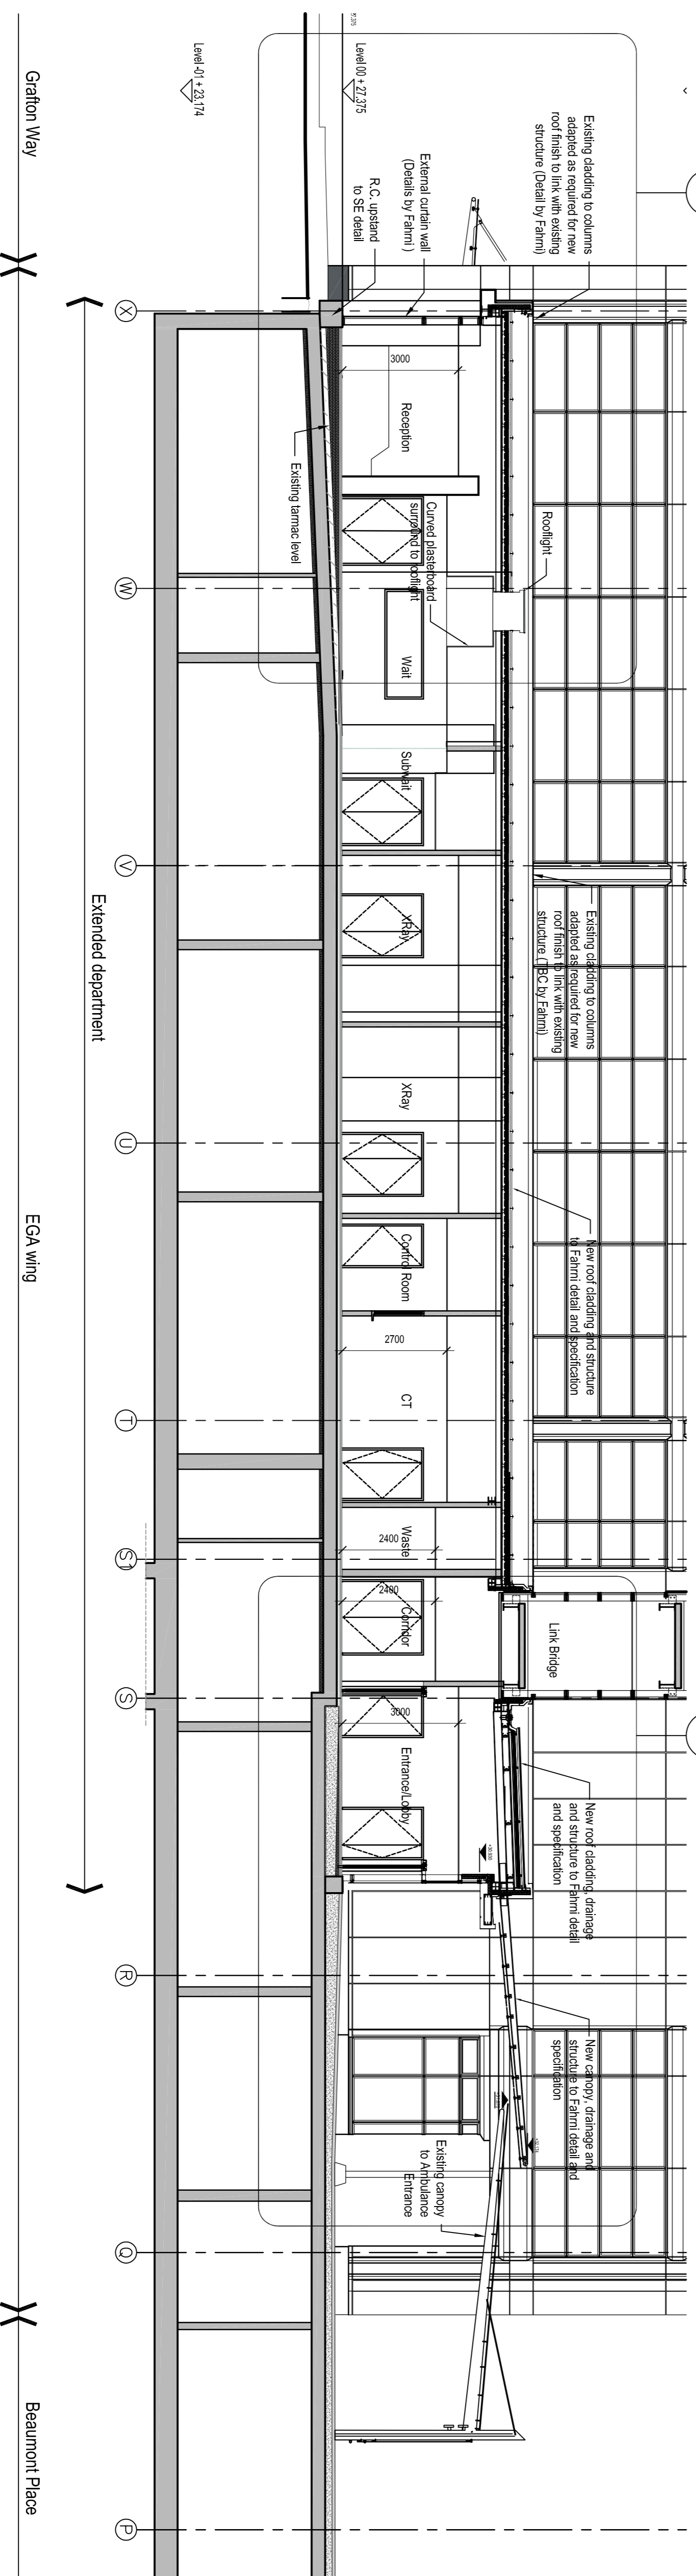 Existing cladding to columns
adapted as required for new
roof finish to link with existing
structure (Detail by Fahrni)
External curtain wall
(Details by Fahrni )
R.C. upstand
to SE detail
Level 00 + 27.375
Level -01 + 23.174
Rooflight
Curved plasterboard
surround to rooflight
Existing cladding to columns
adapted as required for new
roof finish to link with existing
structure (TBC by Fahrni)
New roof cladding and structure
to Fahrni detail and specification
Link Bridge
New roof cladding, drainage
and structure to Fahrni detail
and specification
New canopy, drainage and
structure to Fahrni detail and
specification
Existing canopy
to Ambulance
Entrance
3000
Reception
Wait
Subwait
XRay
XRay
Control Room
2700
CT
2400
Waste
2400
Corridor
3000
Entrance/Lobby
Existing tarmac level
X
W
V
U
T
S1
S
R
Q
P
Extended department
Grafton Way
EGA wing
Beaumont Place